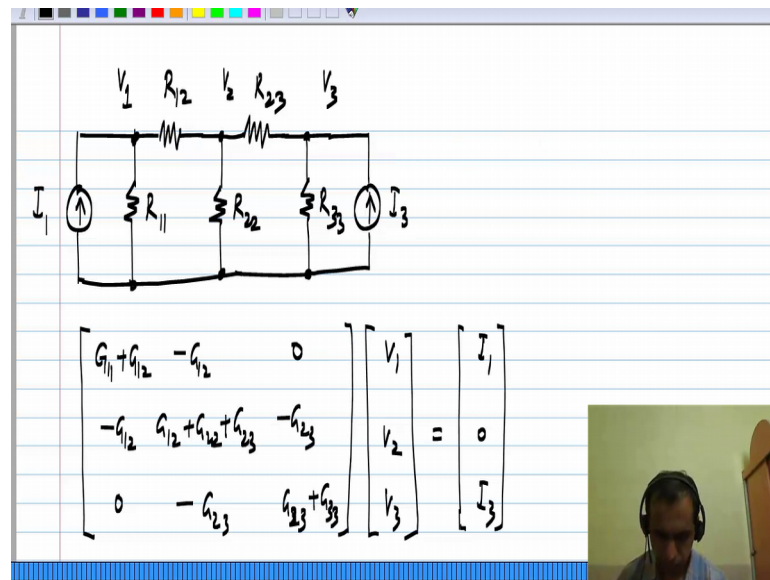 V1 R12 V2 R23 V3
I1 R11 R22 R33 I3
G11+G12 -G12 0 V1 I1
-G12 G12+G22+G23 -G23 V2 = 0
0 -G23 G23+G33 V3 I3